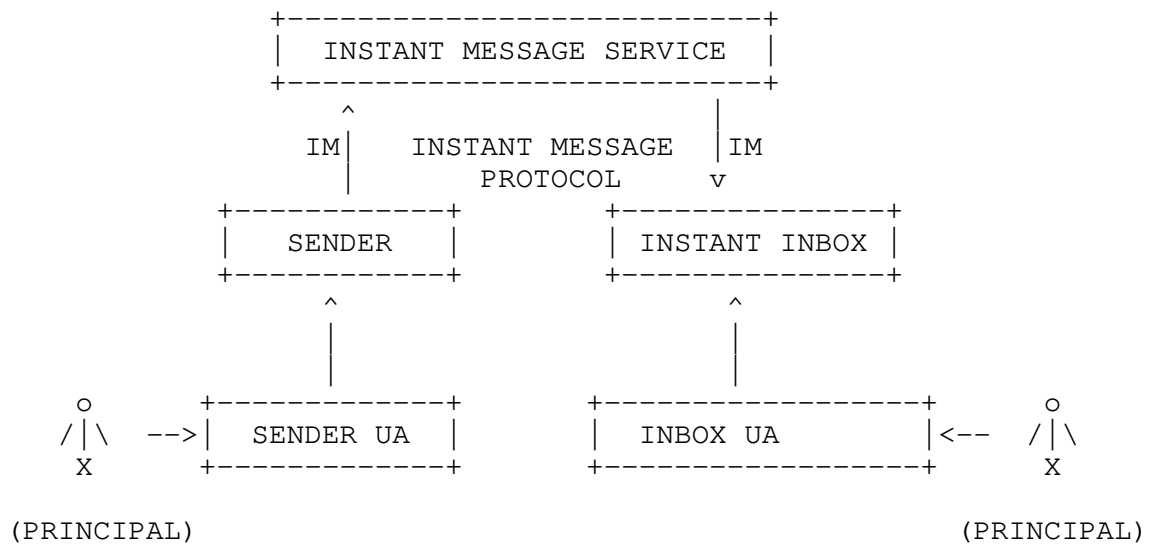 INSTANT MESSAGE SERVICE
IM INSTANT MESSAGE IM
PROTOCOL
SENDER INSTANT INBOX
SENDER UA INBOX UA
(PRINCIPAL) (PRINCIPAL)